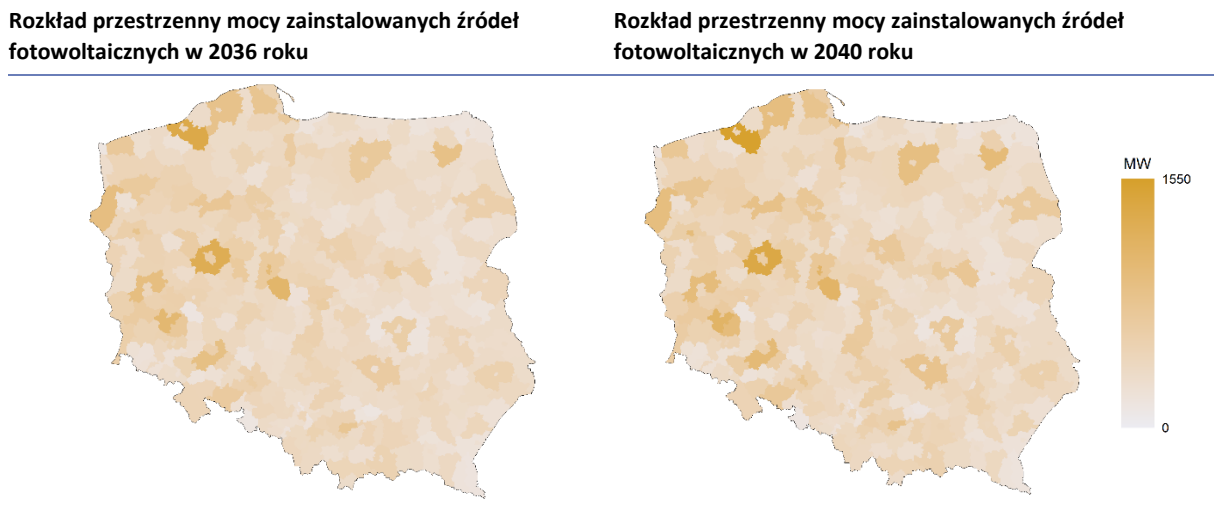 Rozkład przestrzenny mocy zainstalowanych źródeł
fotowoltaicznych w 2036 roku
Rozkład przestrzenny mocy zainstalowanych źródeł
fotowoltaicznych w 2040 roku
MW
1550
0